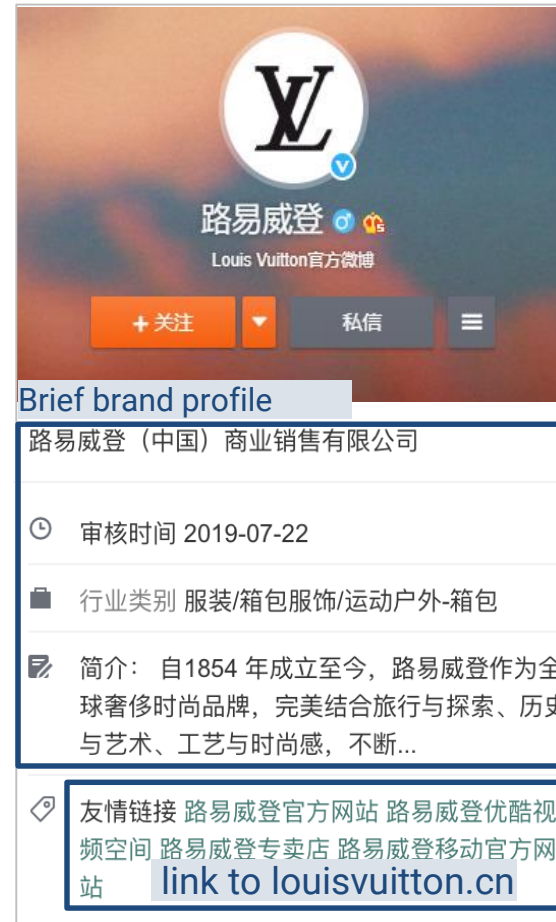 LV
路易威登
Louis Vuitton官方微博
+关注 私信
Brief brand profile
路易威登（中国）商业销售有限公司
审核时间 2019-07-22
行业类别 服装/箱包服饰/运动户外-箱包
简介： 自1854 年成立至今，路易威登作为全
球奢侈时尚品牌，完美结合旅行与探索、历史
与艺术、工艺与时尚感，不断...
友情链接 路易威登官方网站 路易威登优酷视
频空间 路易威登专卖店 路易威登移动官方网
站
link to louisvuitton.cn